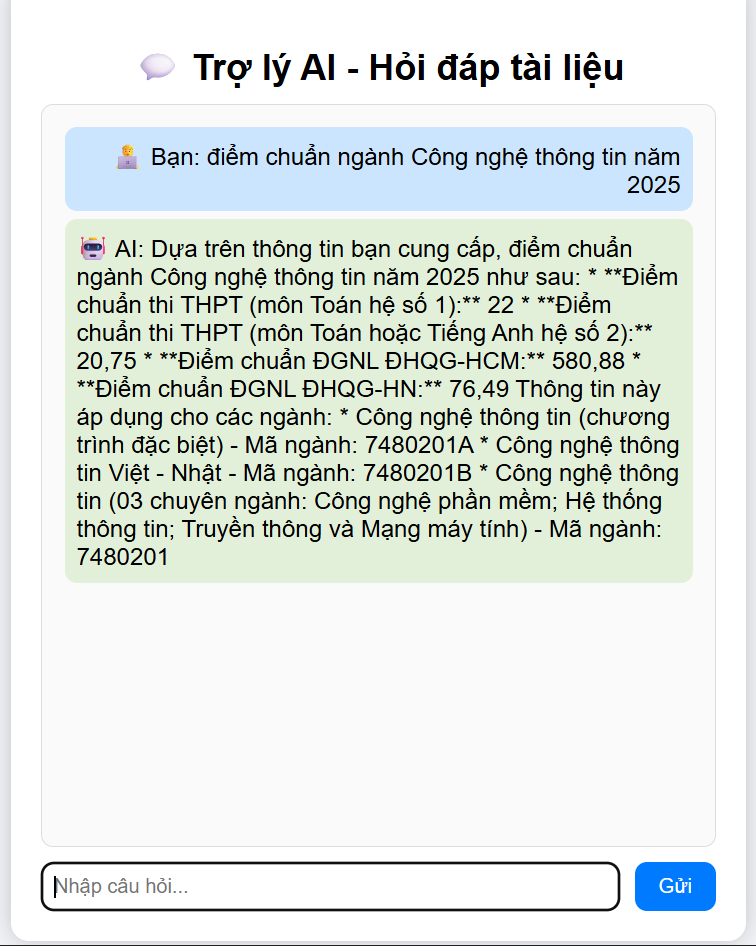 Trợ lý AI - Hỏi đáp tài liệu
Bạn: điểm chuẩn ngành Công nghệ thông tin năm
2025
AI: Dựa trên thông tin bạn cung cấp, điểm chuẩn
ngành Công nghệ thông tin năm 2025 như sau: * **Điểm
chuẩn thi THPT (môn Toán hệ số 1):** 22 * **Điểm
chuẩn thi THPT (môn Toán hoặc Tiếng Anh hệ số 2):**
20,75 * **Điểm chuẩn ĐGNL ĐHQG-HCM:** 580,88 *
**Điểm chuẩn ĐGNL ĐHQG-HN:** 76,49 Thông tin này
áp dụng cho các ngành: * Công nghệ thông tin (chương
trình đặc biệt) - Mã ngành: 7480201A * Công nghệ thông
tin Việt - Nhật - Mã ngành: 7480201B * Công nghệ thông
tin (03 chuyên ngành: Công nghệ phần mềm; Hệ thống
thông tin; Truyền thông và Mạng máy tính) - Mã ngành:
7480201
Nhập câu hỏi...
Gửi